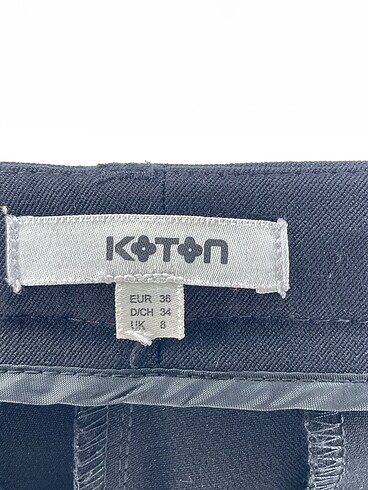 KOTON
EUR 36
D/CH 34
UK 8